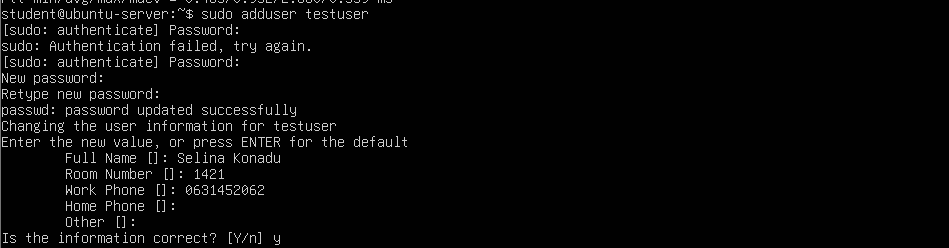 student@ubuntu-server:~$ sudo adduser testuser
[sudo: authenticate] Password:
sudo: Authentication failed, try again.
[sudo: authenticate] Password:
New password:
Retype new password:
passwd: password updated successfully
Changing the user information for testuser
Enter the new value, or press ENTER for the default
Full Name []: Selina Konadu
Room Number []: 1421
Work Phone []: 0631452062
Home Phone []:
Other []:
Is the information correct? [Y/n] y